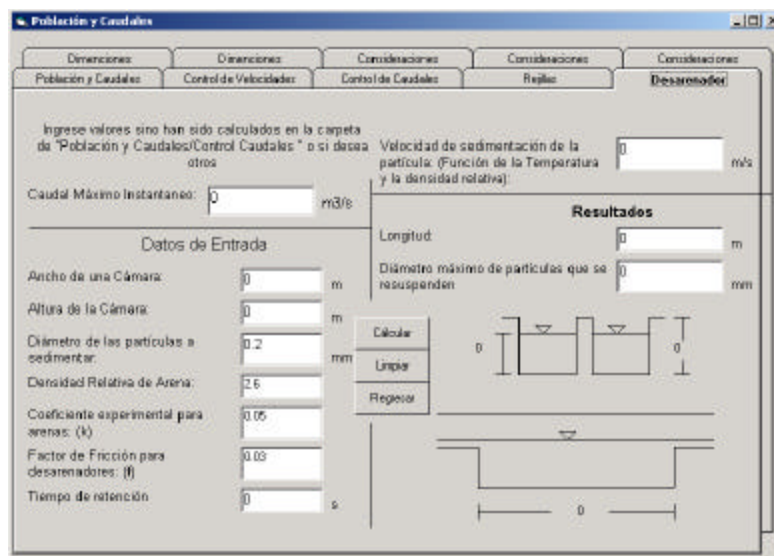 Población y Caudales
Dimenciones
Dimenciones
Consideraciones
Consideraciones
Consideraciones
Población y Caudales
Control de Velocidades
Control de Caudales
Rejillas
Desarenador
Ingrese valores sino han sido calculados en la carpeta
de "Población y Caudales/Control Caudales " o si desea
otros
Caudal Máximo Instantaneo:
0
m3/s
Datos de Entrada
Ancho de una Cámara:
0
m
Altura de la Cámara:
0
m
Diámetro de las partículas a
sedimentar:
0.2
mm
Densidad Relativa de Arena:
2.6
Coeficiente experimental para
arenas: (k)
0.05
Factor de Fricción para
desarenadores: (f)
0.03
Tiempo de retención
0
s
Velocidad de sedimentación de la
partícula: (Función de la Temperatura
y la densidad relativa):
0
m/s
Resultados
Longitud:
0
m
Diámetro máximo de partículas que se
resuspenden
0
mm
Calcular
Limpiar
Regresar
0
0
0